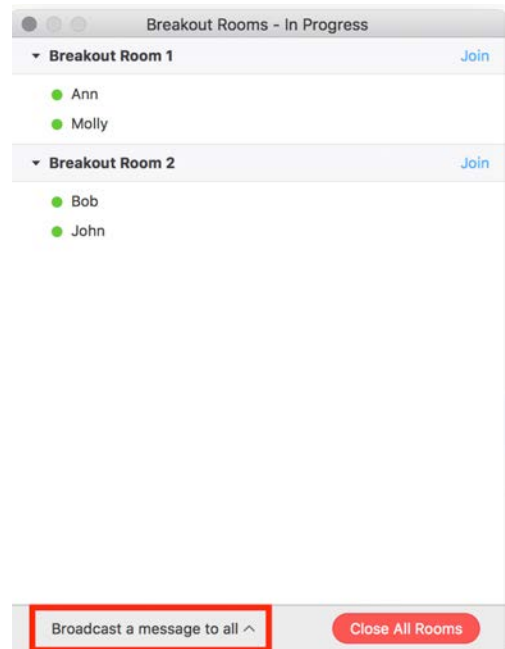 Breakout Rooms - In Progress
Breakout Room 1 Join
Ann
Molly
Breakout Room 2 Join
Bob
John
Broadcast a message to all Close All Rooms